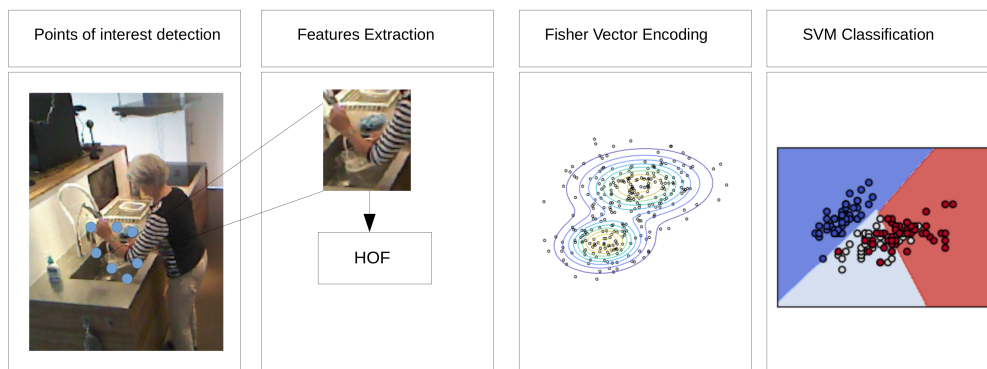 Points of interest detection
Features Extraction
Fisher Vector Encoding
SVM Classification
HOF